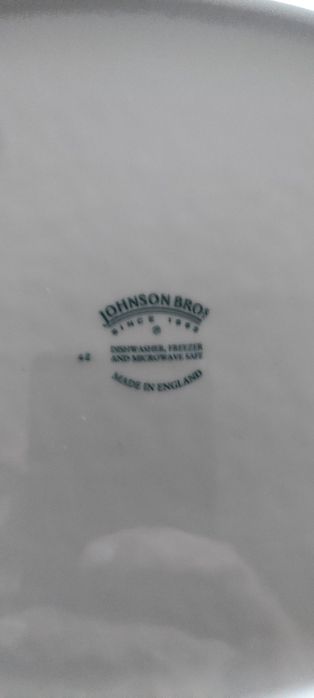 JOHNSON BROS
SINCE 1883
®
DISHWASHER, FREEZER
AND MICROWAVE SAFE
MADE IN ENGLAND